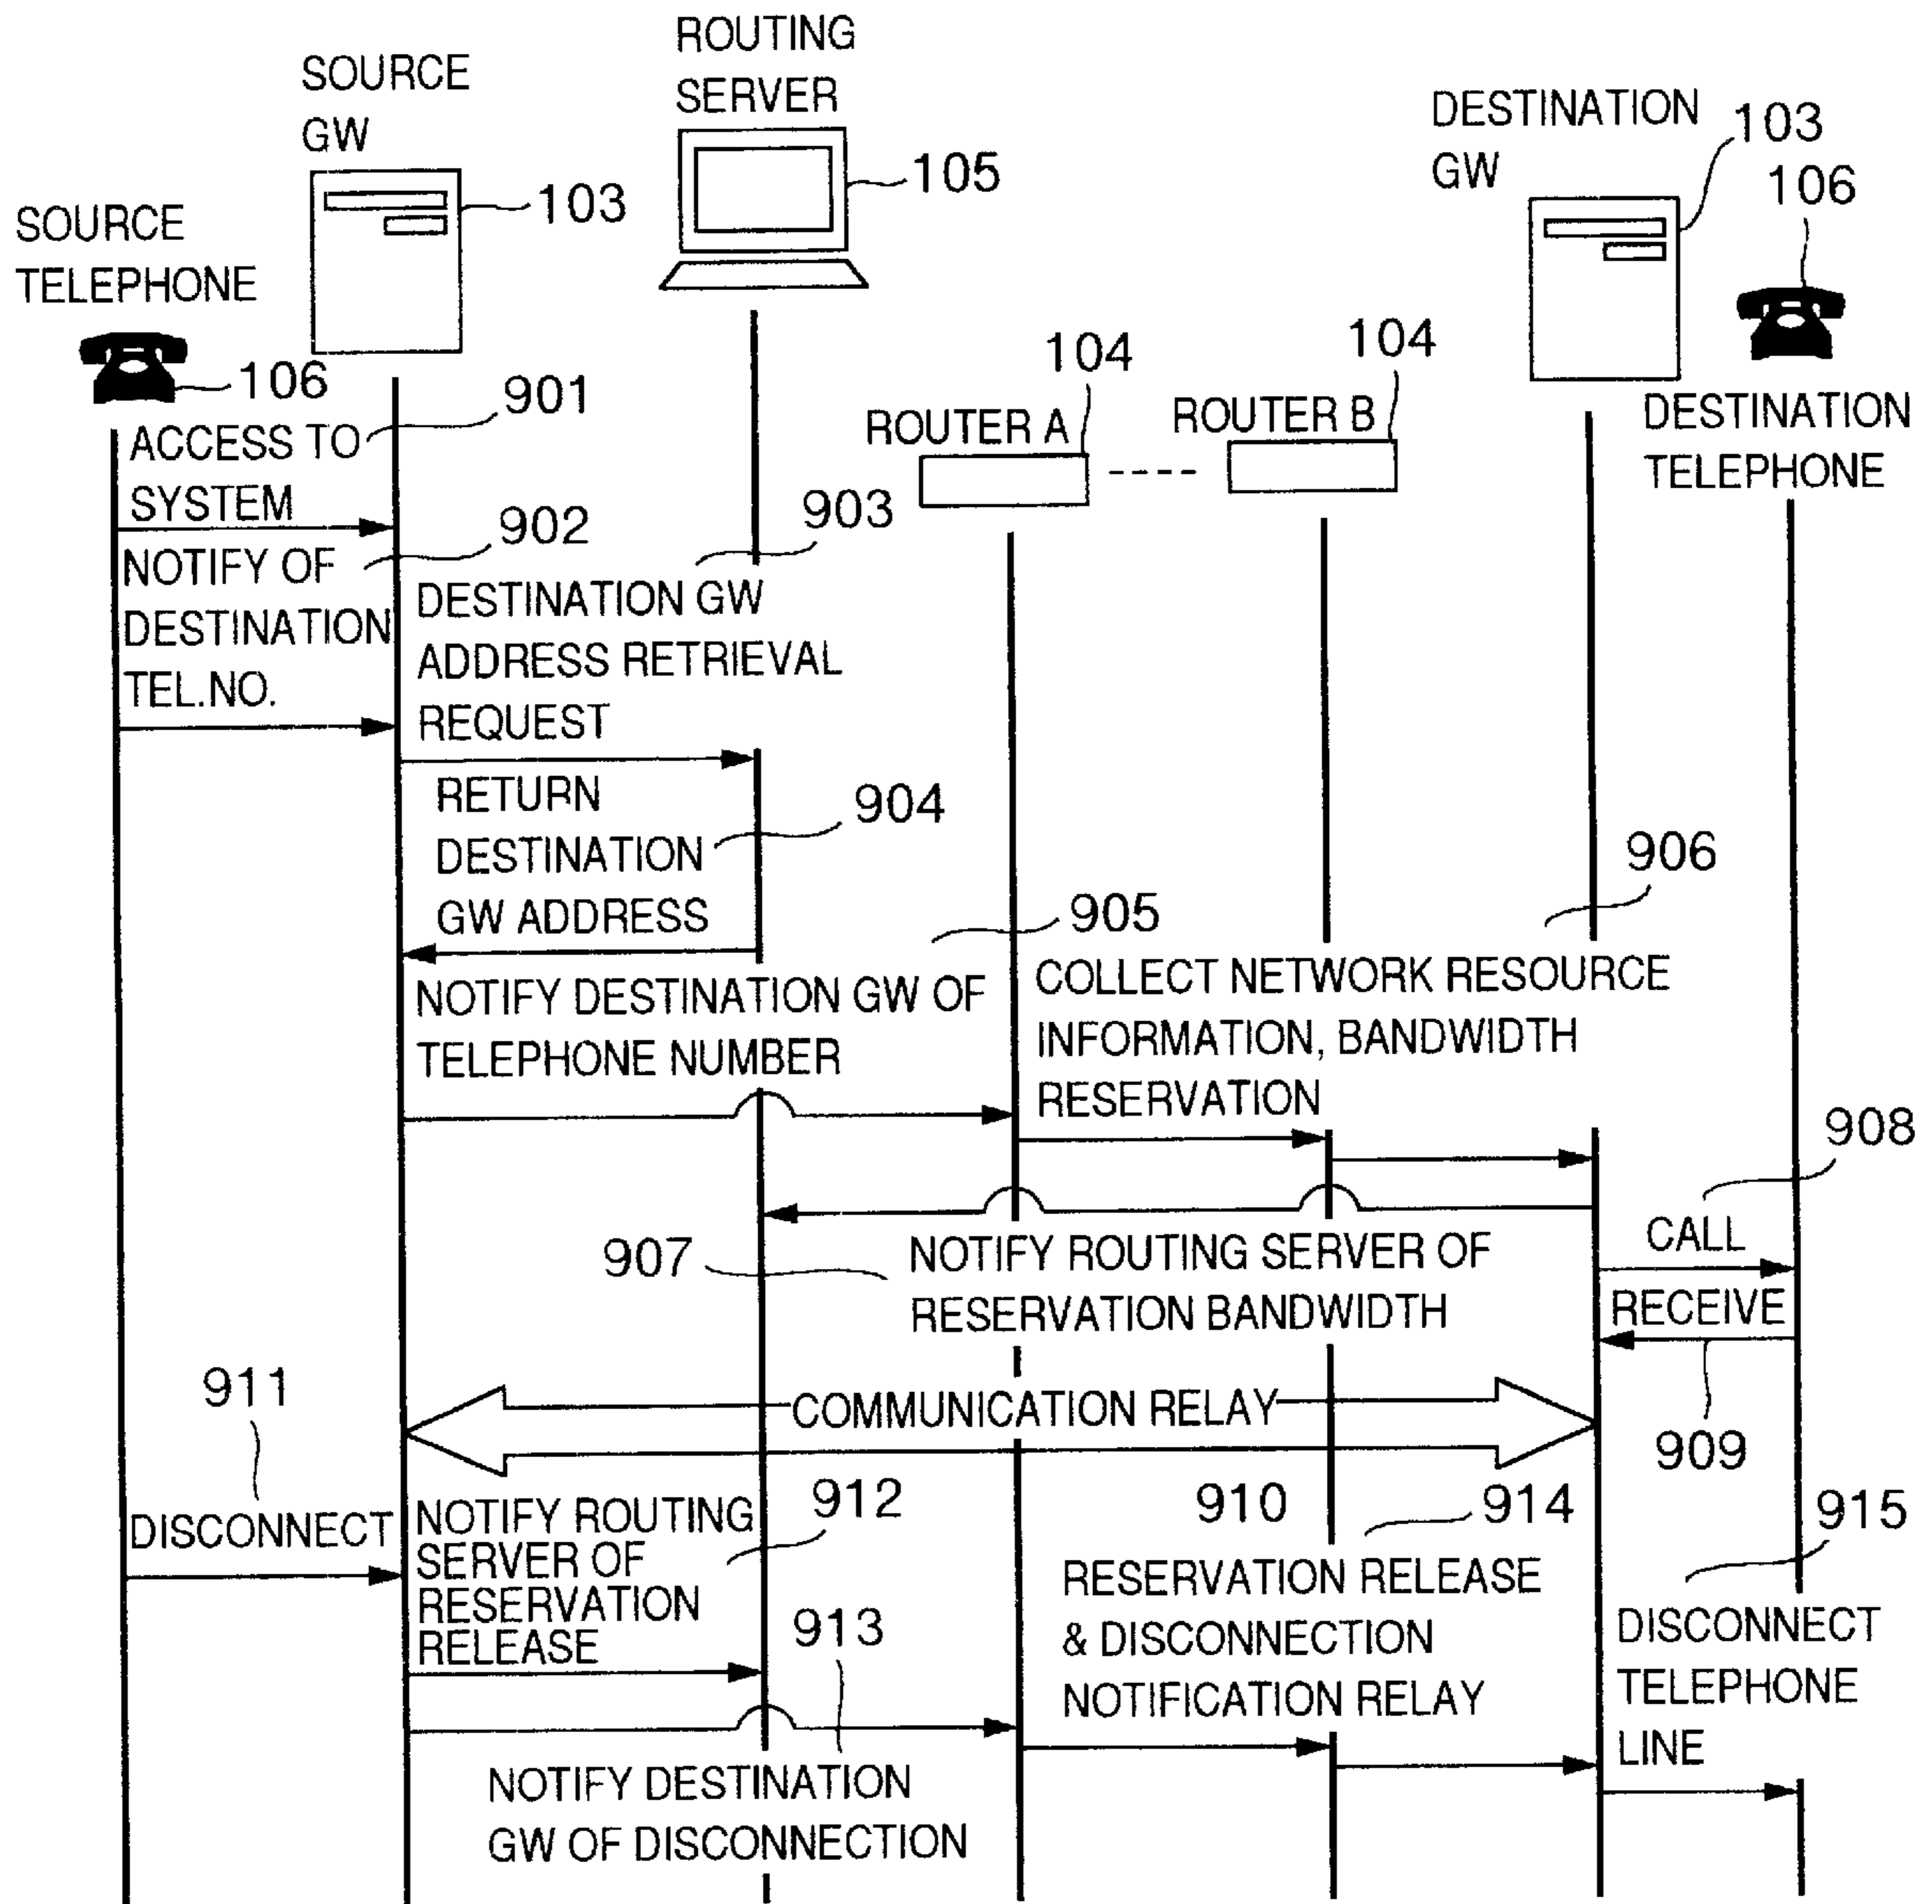 ROUTING
SERVER
SOURCE
GW
DESTINATION
GW
103
105
103
106
SOURCE
TELEPHONE
106
104
104
901
ROUTER A
ROUTER B
DESTINATION
TELEPHONE
ACCESS TO
SYSTEM
902
903
NOTIFY OF
DESTINATION
TEL.NO.
DESTINATION GW
ADDRESS RETRIEVAL
REQUEST
RETURN
DESTINATION
GW ADDRESS
904
906
905
NOTIFY DESTINATION GW OF
TELEPHONE NUMBER
COLLECT NETWORK RESOURCE
INFORMATION, BANDWIDTH
RESERVATION
908
907
NOTIFY ROUTING SERVER OF
RESERVATION BANDWIDTH
CALL
RECEIVE
909
911
COMMUNICATION RELAY
910
DISCONNECT
NOTIFY ROUTING
SERVER OF
RESERVATION
RELEASE
912
914
915
RESERVATION RELEASE
& DISCONNECTION
NOTIFICATION RELAY
913
DISCONNECT
TELEPHONE
LINE
NOTIFY DESTINATION
GW OF DISCONNECTION